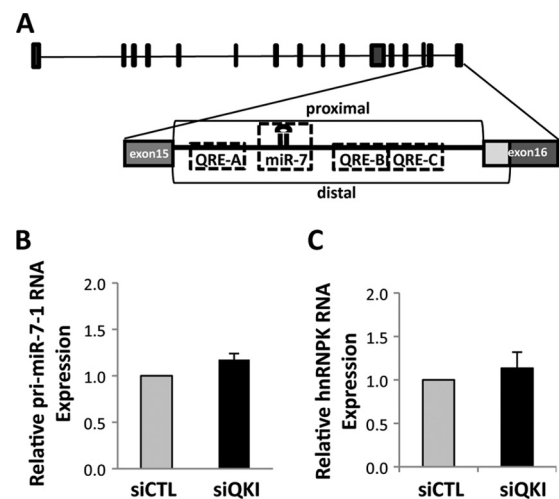 A
proximal
exon15
QRE-A
miR-7
QRE-B
QRE-C
exon16
distal
B
Relative pri-miR-7-1 RNA
Expression
2.0
1.5
1.0
0.5
0.0
siCTL
siQKI
C
Relative hnRNPK RNA
Expression
2.0
1.5
1.0
0.5
0.0
siCTL
siQKI